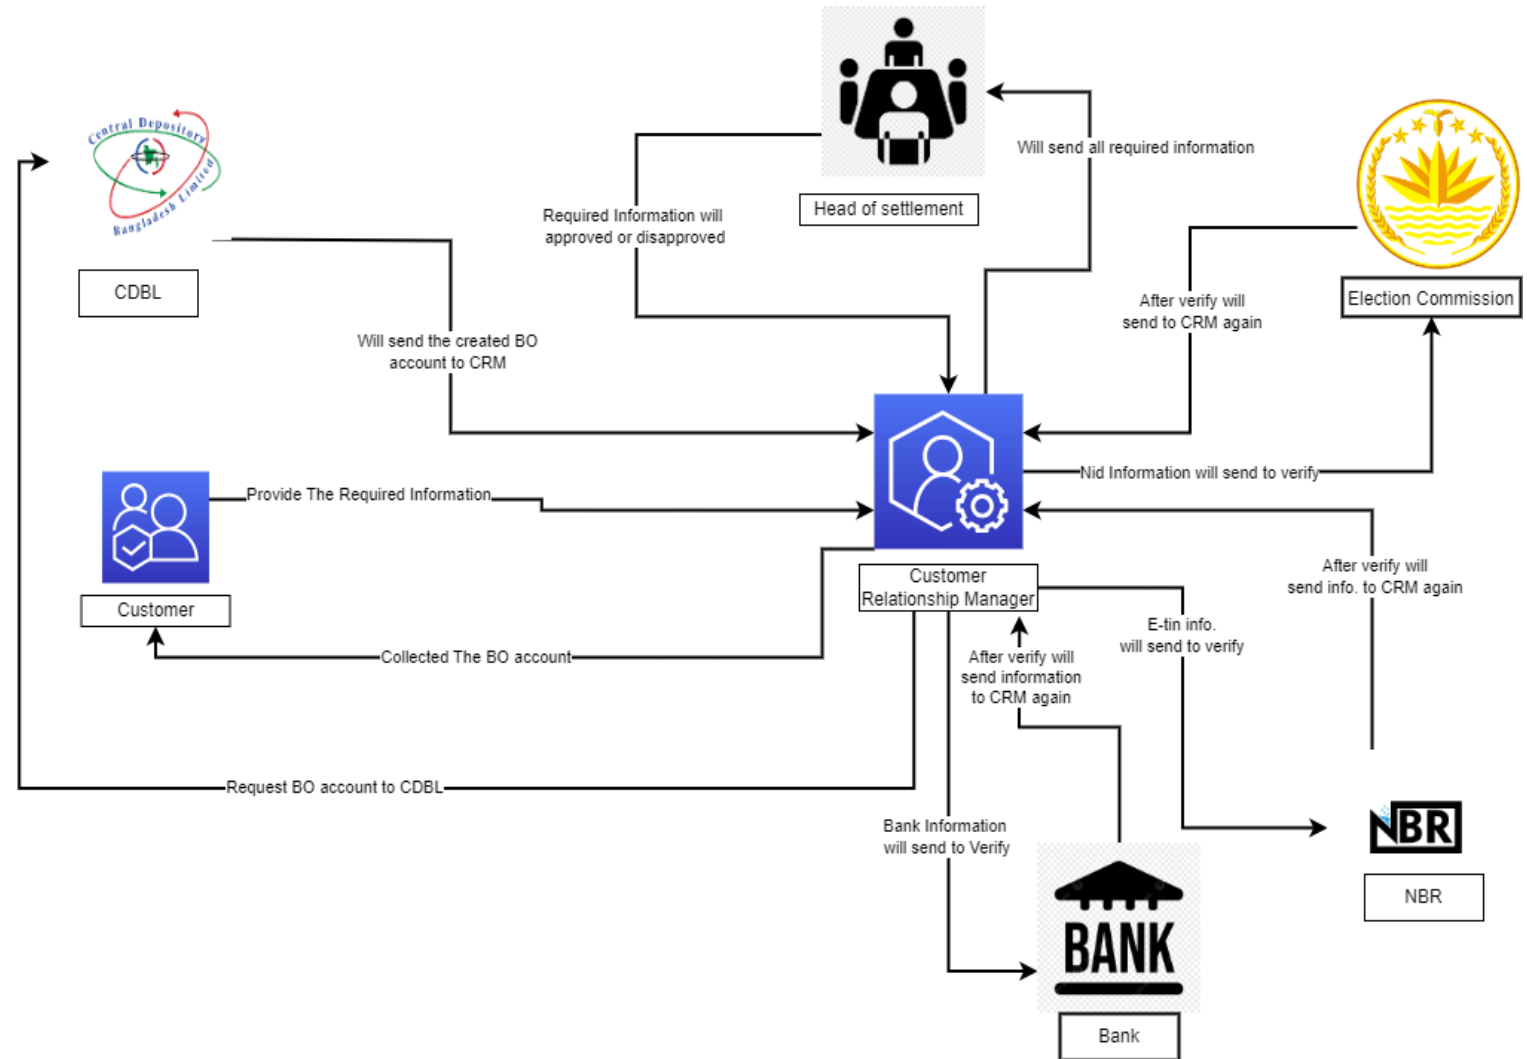 Central Depository
Bangladesh Limited
CDBL
Head of settlement
Will send all required information
Required Information will
approved or disapproved
Election Commission
After verify will
send to CRM again
Will send the created BO
account to CRM
Nid Information will send to verify
Provide The Required Information
Customer
Customer
Relationship Manager
After verify will
send info. to CRM again
E-tin info.
will send to verify
Collected The BO account
After verify will
send information
to CRM again
Request BO account to CDBL
Bank Information
will send to Verify
NBR
NBR
BANK
Bank